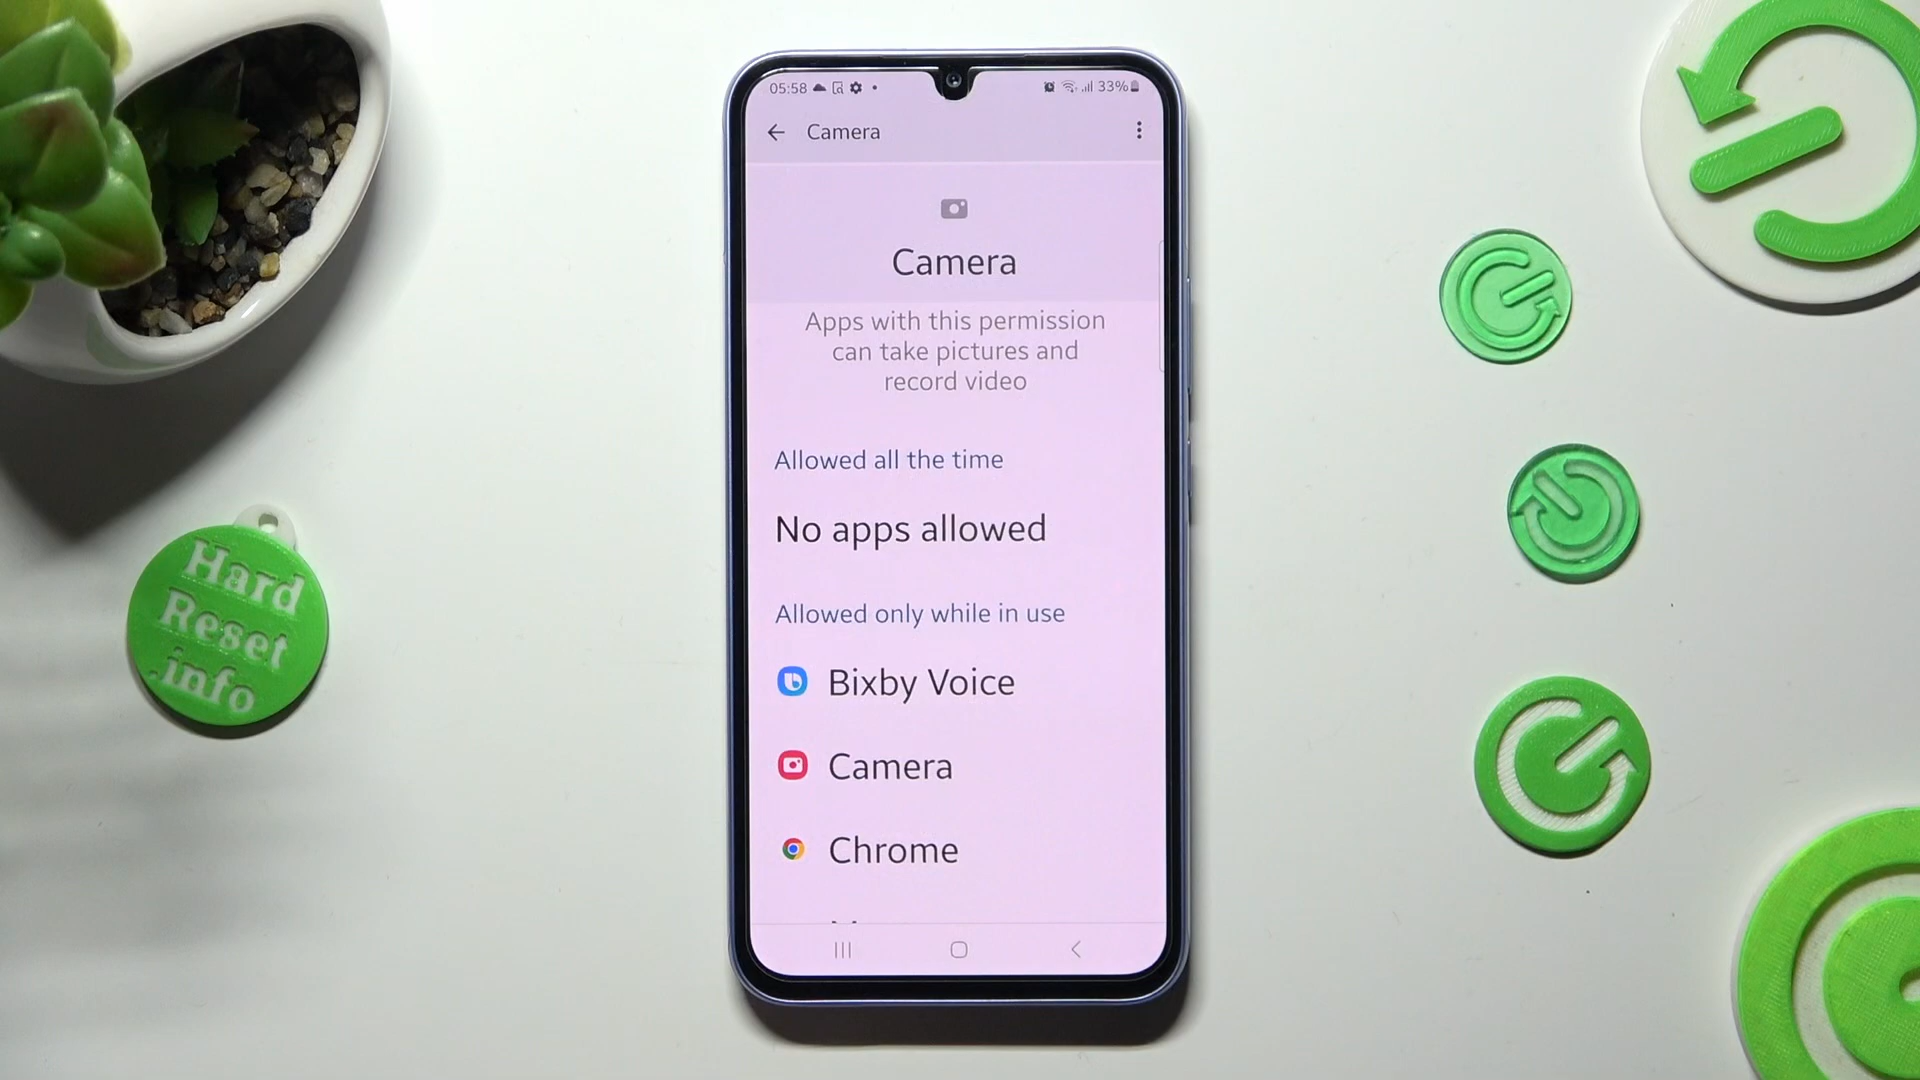 05:58
33%
Camera
Camera
Apps with this permission
can take pictures and
record video
Allowed all the time
No apps allowed
Allowed only while in use
Bixby Voice
Camera
Chrome
Hard
Reset
.info